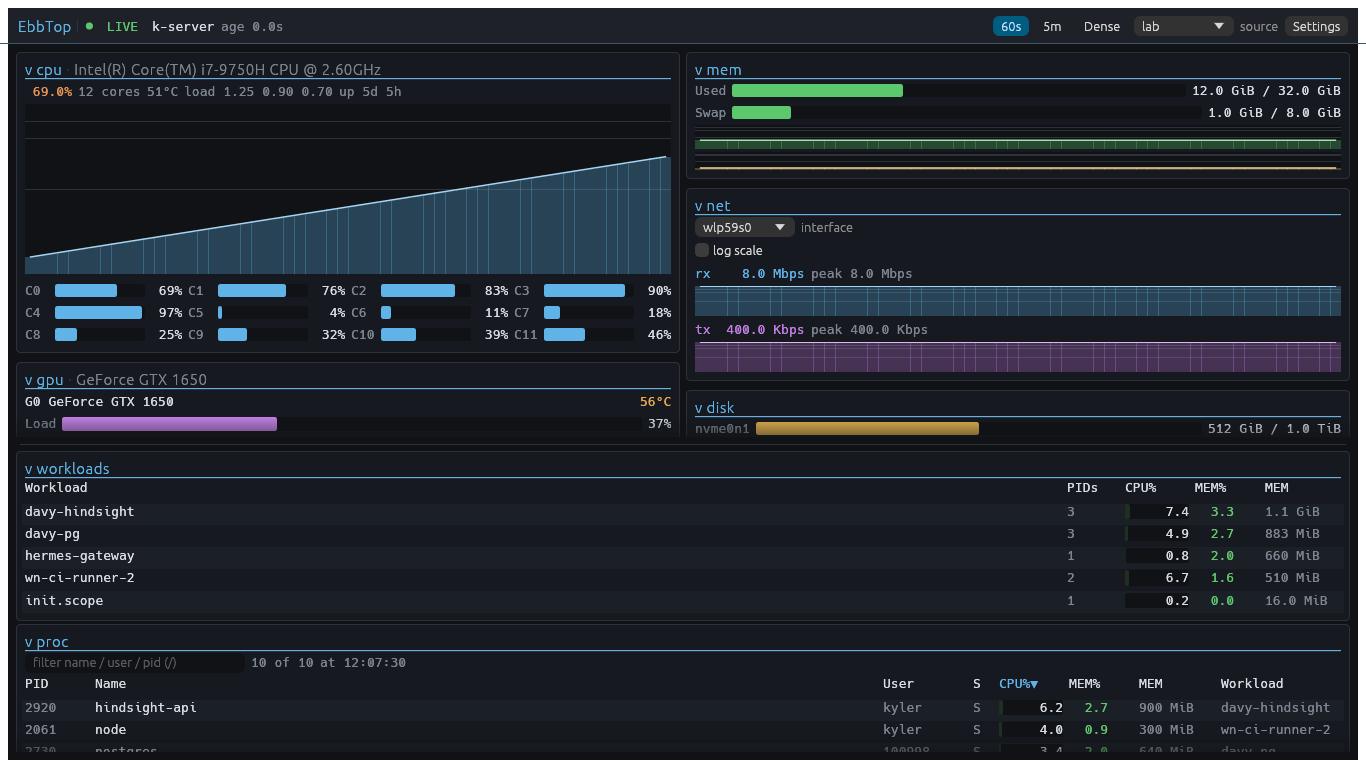 EbbTop LIVE k-server age 0.0s 60s 5m Dense lab source Settings
v cpu · Intel(R) Core(TM) i7-9750H CPU @ 2.60GHz
69.0% 12 cores 51°C load 1.25 0.90 0.70 up 5d 5h
C0 69% C1 76% C2 83% C3 90%
C4 97% C5 4% C6 11% C7 18%
C8 25% C9 32% C10 39% C11 46%
v gpu · GeForce GTX 1650
G0 GeForce GTX 1650 56°C
Load 37%
v mem
Used 12.0 GiB / 32.0 GiB
Swap 1.0 GiB / 8.0 GiB
v net
wlp59s0 interface
log scale
rx 8.0 Mbps peak 8.0 Mbps
tx 400.0 Kbps peak 400.0 Kbps
v disk
nvme0n1 512 GiB / 1.0 TiB
v workloads
Workload PIDs CPU% MEM% MEM
davy-hindsight 3 7.4 3.3 1.1 GiB
davy-pg 3 4.9 2.7 883 MiB
hermes-gateway 1 0.8 2.0 660 MiB
wn-ci-runner-2 2 6.7 1.6 510 MiB
init.scope 1 0.2 0.0 16.0 MiB
v proc
filter name / user / pid (/) 10 of 10 at 12:07:30
PID Name User S CPU%▼ MEM% MEM Workload
2920 hindsight-api kyler S 6.2 2.7 900 MiB davy-hindsight
2061 node kyler S 4.0 0.9 300 MiB wn-ci-runner-2
2730 postgres 100998 S 3.4 2.0 640 MiB davy-pg